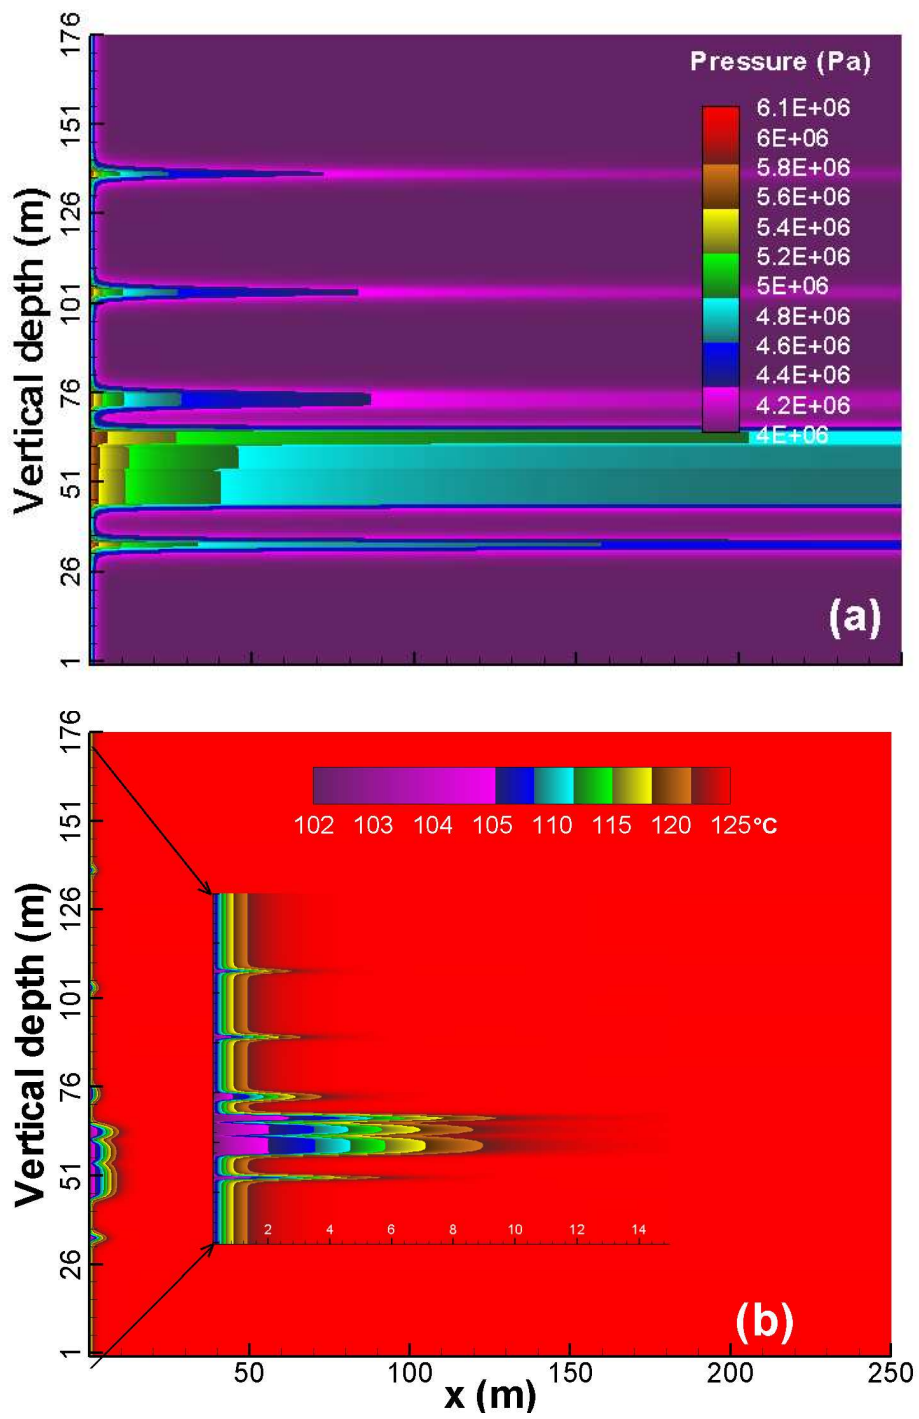 176
151
126
101
76
51
26
1
Vertical depth (m)
Pressure (Pa)
6.1E+06
6E+06
5.8E+06
5.6E+06
5.4E+06
5.2E+06
5E+06
4.8E+06
4.6E+06
4.4E+06
4.2E+06
4E+06
(a)
50
100
150
200
176
151
126
101
76
51
26
1
Vertical depth (m)
102 103 104 105 110 115 120 125°C
2 4 6 8 10 12 14
(b)
50 100 150 200 250
x (m)